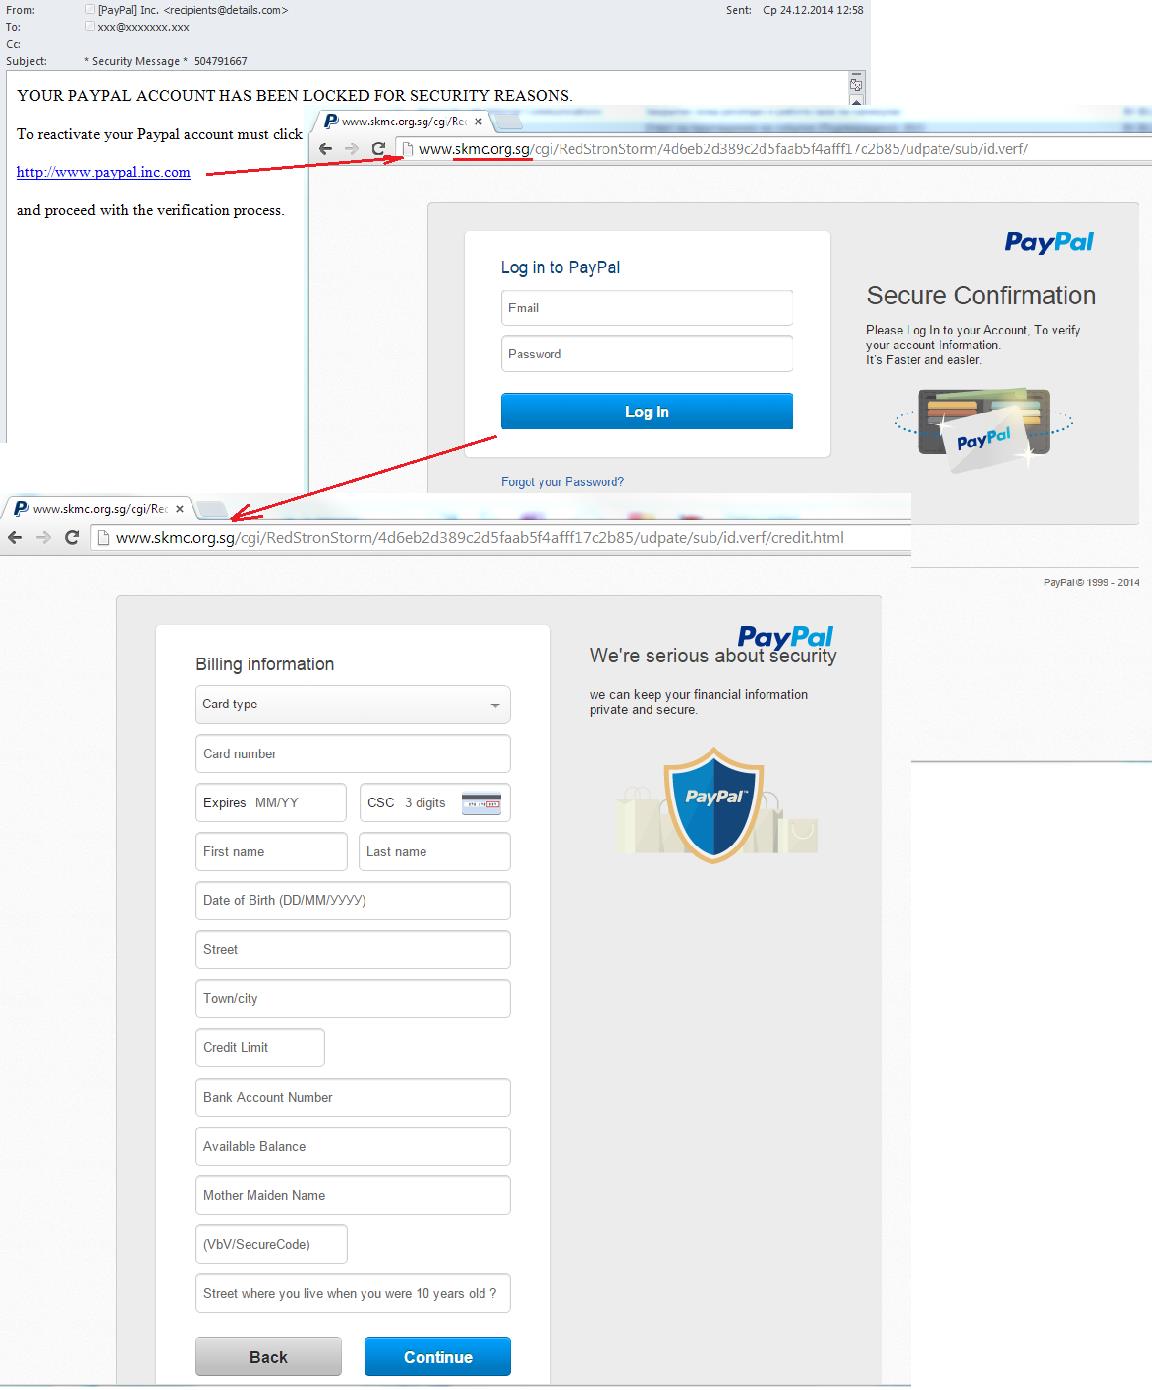 From: [PayPal] Inc. <recipients@details.com> Sent: Ср 24.12.2014 12:58
To: xxx@xxxxxxx.xxx
Cc:
Subject: * Security Message * 504791667
YOUR PAYPAL ACCOUNT HAS BEEN LOCKED FOR SECURITY REASONS.
To reactivate your Paypal account must click
http://www.paypal.inc.com
and proceed with the verification process.
www.skmc.org.sg/cgi/Rec
www.skmc.org.sg/cgi/RedStronStorm/4d6eb2d389c2d5faab5f4afff17c2b85/udpate/sub/id.verf/
Log in to PayPal
Email
Password
Log In
Forgot your Password?
PayPal
Secure Confirmation
Please Log In to your Account, To verify
your account Information.
It's Faster and easier.
PayPal
PayPal © 1999 - 2014
www.skmc.org.sg/cgi/Rec
www.skmc.org.sg/cgi/RedStronStorm/4d6eb2d389c2d5faab5f4afff17c2b85/udpate/sub/id.verf/credit.html
Billing information
Card type
Card number
Expires MM/YY CSC 3 digits
First name Last name
Date of Birth (DD/MM/УУУУ)
Street
Town/city
Credit Limit
Bank Account Number
Available Balance
Mother Maiden Name
(VbV/SecureCode)
Street where you live when you were 10 years old ?
Back Continue
PayPal
We're serious about security
we can keep your financial information
private and secure.
PayPal™